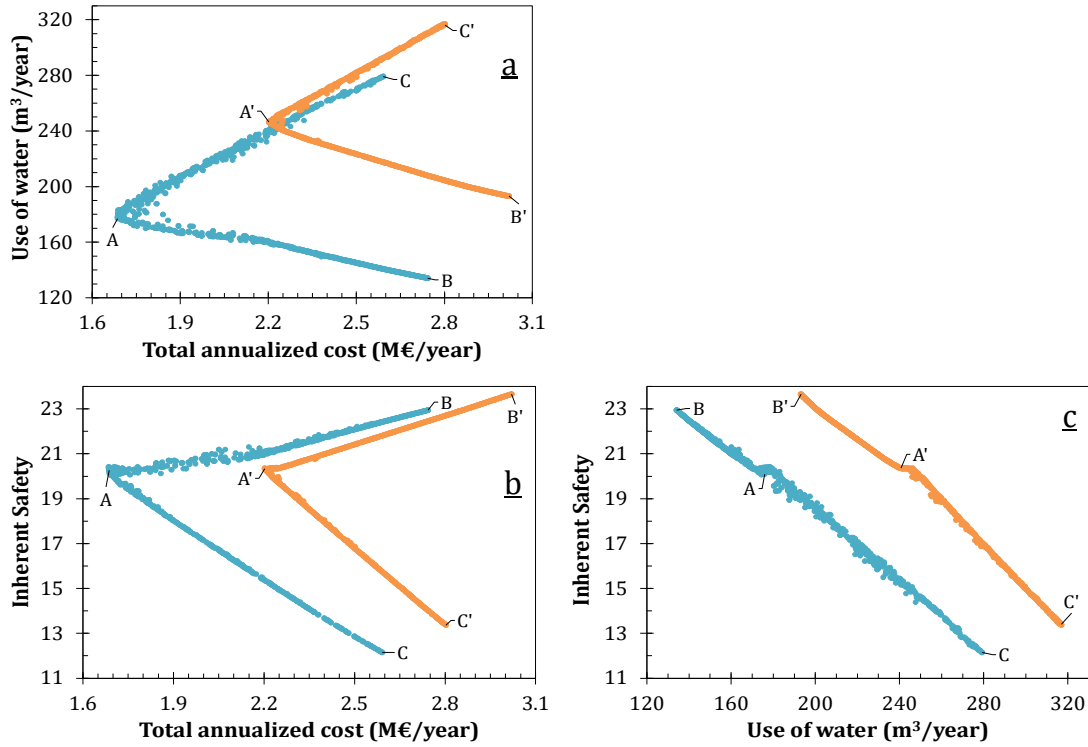 320
280
240
200
160
120
Use of water (m³/year)
C'
a
C
A'
B'
A
B
1.6 1.9 2.2 2.5 2.8 3.1
Total annualized cost (M€/year)
23
21
19
17
15
13
11
Inherent Safety
B
B'
A'
A
b
C'
C
1.6 1.9 2.2 2.5 2.8 3.1
Total annualized cost (M€/year)
23
21
19
17
15
13
11
Inherent Safety
B
B'
c
A'
A
C'
C
120 160 200 240 280 320
Use of water (m³/year)